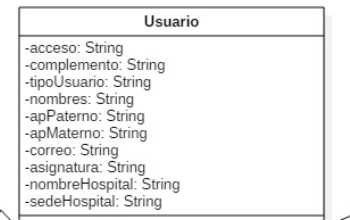 Usuario
-acceso: String
-complemento: String
-tipoUsuario: String
-nombres: String
-apPaterno: String
-apMaterno: String
-correo: String
-asignatura: String
-nombreHospital: String
-sedeHospital: String